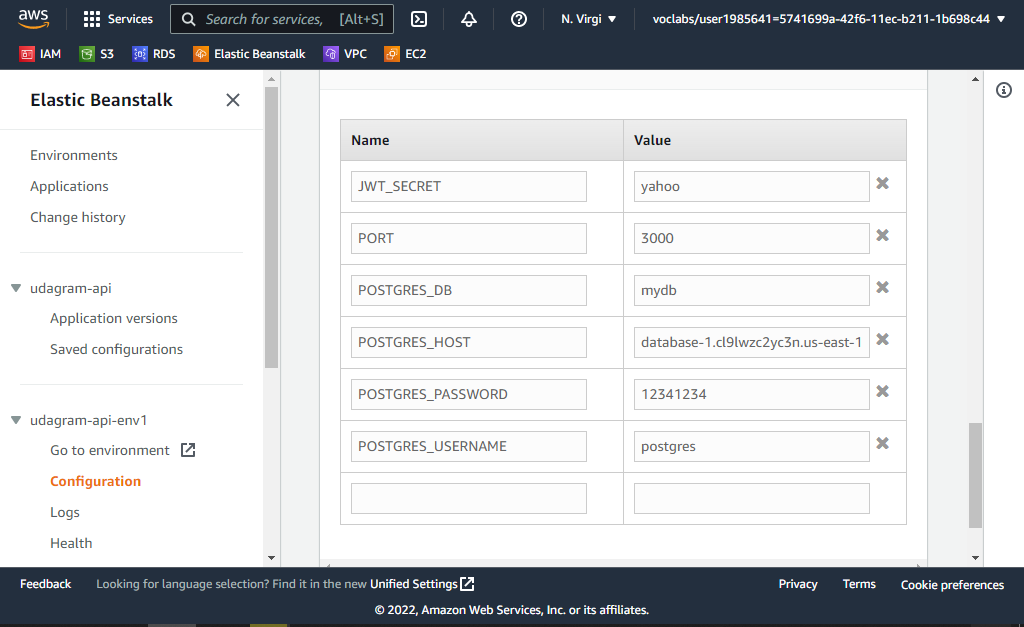 aws Services Search for services, [Alt+S] N. Virgi voclabs/user1985641=5741699a-42f6-11ec-b211-1b698c44
IAM S3 RDS Elastic Beanstalk VPC EC2
Elastic Beanstalk
Environments
Applications
Change history
udagram-api
Application versions
Saved configurations
udagram-api-env1
Go to environment
Configuration
Logs
Health
Name Value
JWT_SECRET yahoo
PORT 3000
POSTGRES_DB mydb
POSTGRES_HOST database-1.cl9lwzc2yc3n.us-east-1
POSTGRES_PASSWORD 12341234
POSTGRES_USERNAME postgres
Feedback Looking for language selection? Find it in the new Unified Settings Privacy Terms Cookie preferences
© 2022, Amazon Web Services, Inc. or its affiliates.